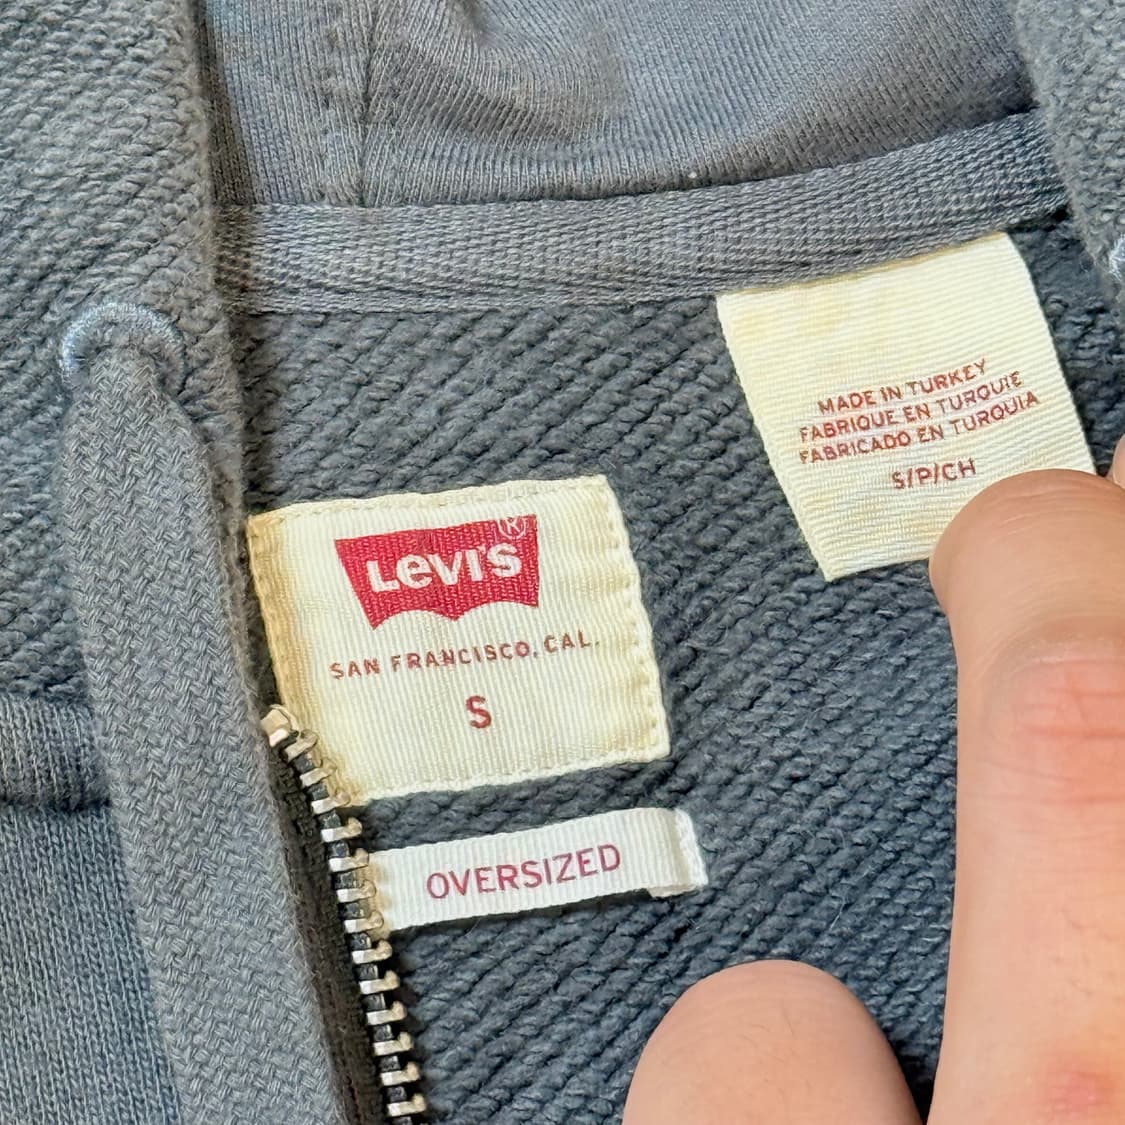 MADE IN TURKEY
FABRIQUE EN TURQUIE
FABRICADO EN TURQUIA
S/P/CH
LEVI'S®
SAN FRANCISCO, CAL.
S
OVERSIZED